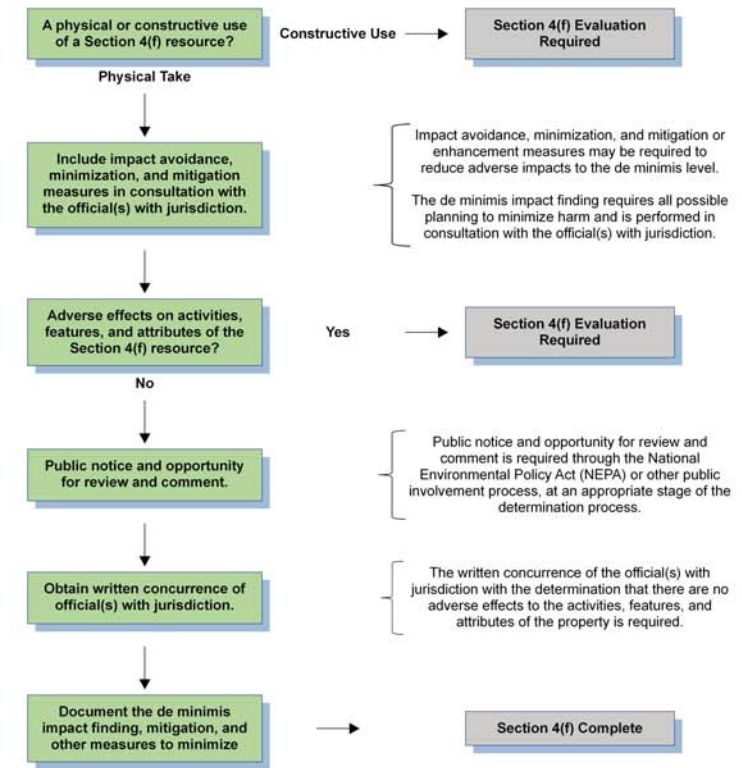 A physical or constructive use
of a Section 4(f) resource?
Constructive Use
Section 4(f) Evaluation
Required
Physical Take
Include impact avoidance,
minimization, and mitigation
measures in consultation with
the official(s) with jurisdiction.
Impact avoidance, minimization, and mitigation or
enhancement measures may be required to
reduce adverse impacts to the de minimis level.
The de minimis impact finding requires all possible
planning to minimize harm and is performed in
consultation with the official(s) with jurisdiction.
Adverse effects on activities,
features, and attributes of the
Section 4(f) resource?
Yes
Section 4(f) Evaluation
Required
No
Public notice and opportunity
for review and comment.
Public notice and opportunity for review and
comment is required through the National
Environmental Policy Act (NEPA) or other public
involvement process, at an appropriate stage of the
determination process.
Obtain written concurrence of
official(s) with jurisdiction.
The written concurrence of the official(s) with
jurisdiction with the determination that there are no
adverse effects to the activities, features, and
attributes of the property is required.
Document the de minimis
impact finding, mitigation, and
other measures to minimize
Section 4(f) Complete